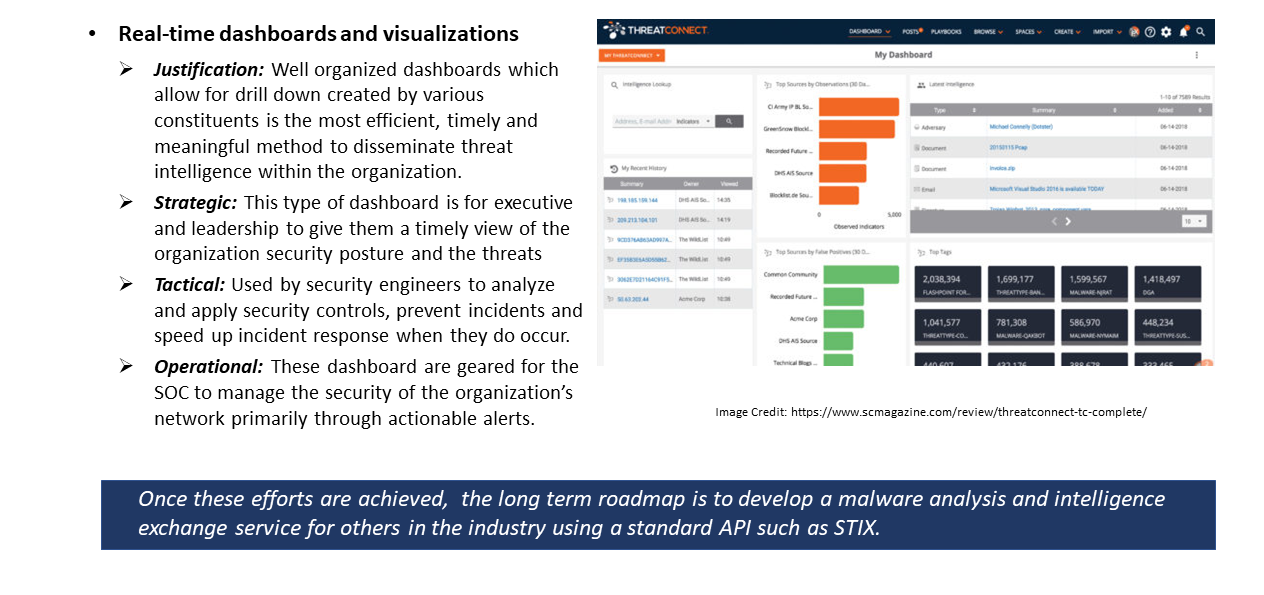 • Real-time dashboards and visualizations
➢ Justification: Well organized dashboards which
allow for drill down created by various
constituents is the most efficient, timely and
meaningful method to disseminate threat
intelligence within the organization.
➢ Strategic: This type of dashboard is for executive
and leadership to give them a timely view of the
organization security posture and the threats
➢ Tactical: Used by security engineers to analyze
and apply security controls, prevent incidents and
speed up incident response when they do occur.
➢ Operational: These dashboard are geared for the
SOC to manage the security of the organization’s
network primarily through actionable alerts.
THREATCONNECT
DASHBOARD POSTS PLAYBOOKS BROWSE SPACES CREATE IMPORT
MY THREATCONNECT
My Dashboard
Intelligence Lookup
Address, E-mail Addr Indicators
My Recent History
Summary Owner Viewed
198.185.159.144 DHS AIS So... 14:35
209.213.104.101 DHS AIS So... 14:19
The WildList 10:49
The WildList 10:49
The WildList 10:49
50.63.202.44 Acme Corp 10:38
Top Sources by Observations (30 Da...
CI Army IP BL So...
GreenSnow Blockl...
Recorded Future ...
DHS AIS Source
Blocklist.de Sou...
0 5,000
Observed Indicators
Top Sources by False Positives (30 D...
Common Community
Recorded Future ...
Acme Corp
DHS AIS Source
Technical Blogs ...
Latest Intelligence
1-10 of 7589 Results
Type Summary Added
Adversary Michael Connelly (Dotster) 06-14-2018
Document 20150115 Pcap 06-14-2018
Document invoice.zip 06-14-2018
Email Microsoft Visual Studio 2016 is available TODAY 06-14-2018
10
Top Tags
2,038,394 1,699,177 1,599,567 1,418,497
FLASHPOINT FOR... THREATTYPE-BAN... MALWARE-NJRAT DGA
1,041,577 781,308 586,970 448,234
THREATTYPE-CO... MALWARE-QAKBOT MALWARE-NYMAIM THREATTYPE-SUS...
Image Credit: https://www.scmagazine.com/review/threatconnect-tc-complete/
Once these efforts are achieved, the long term roadmap is to develop a malware analysis and intelligence
exchange service for others in the industry using a standard API such as STIX.